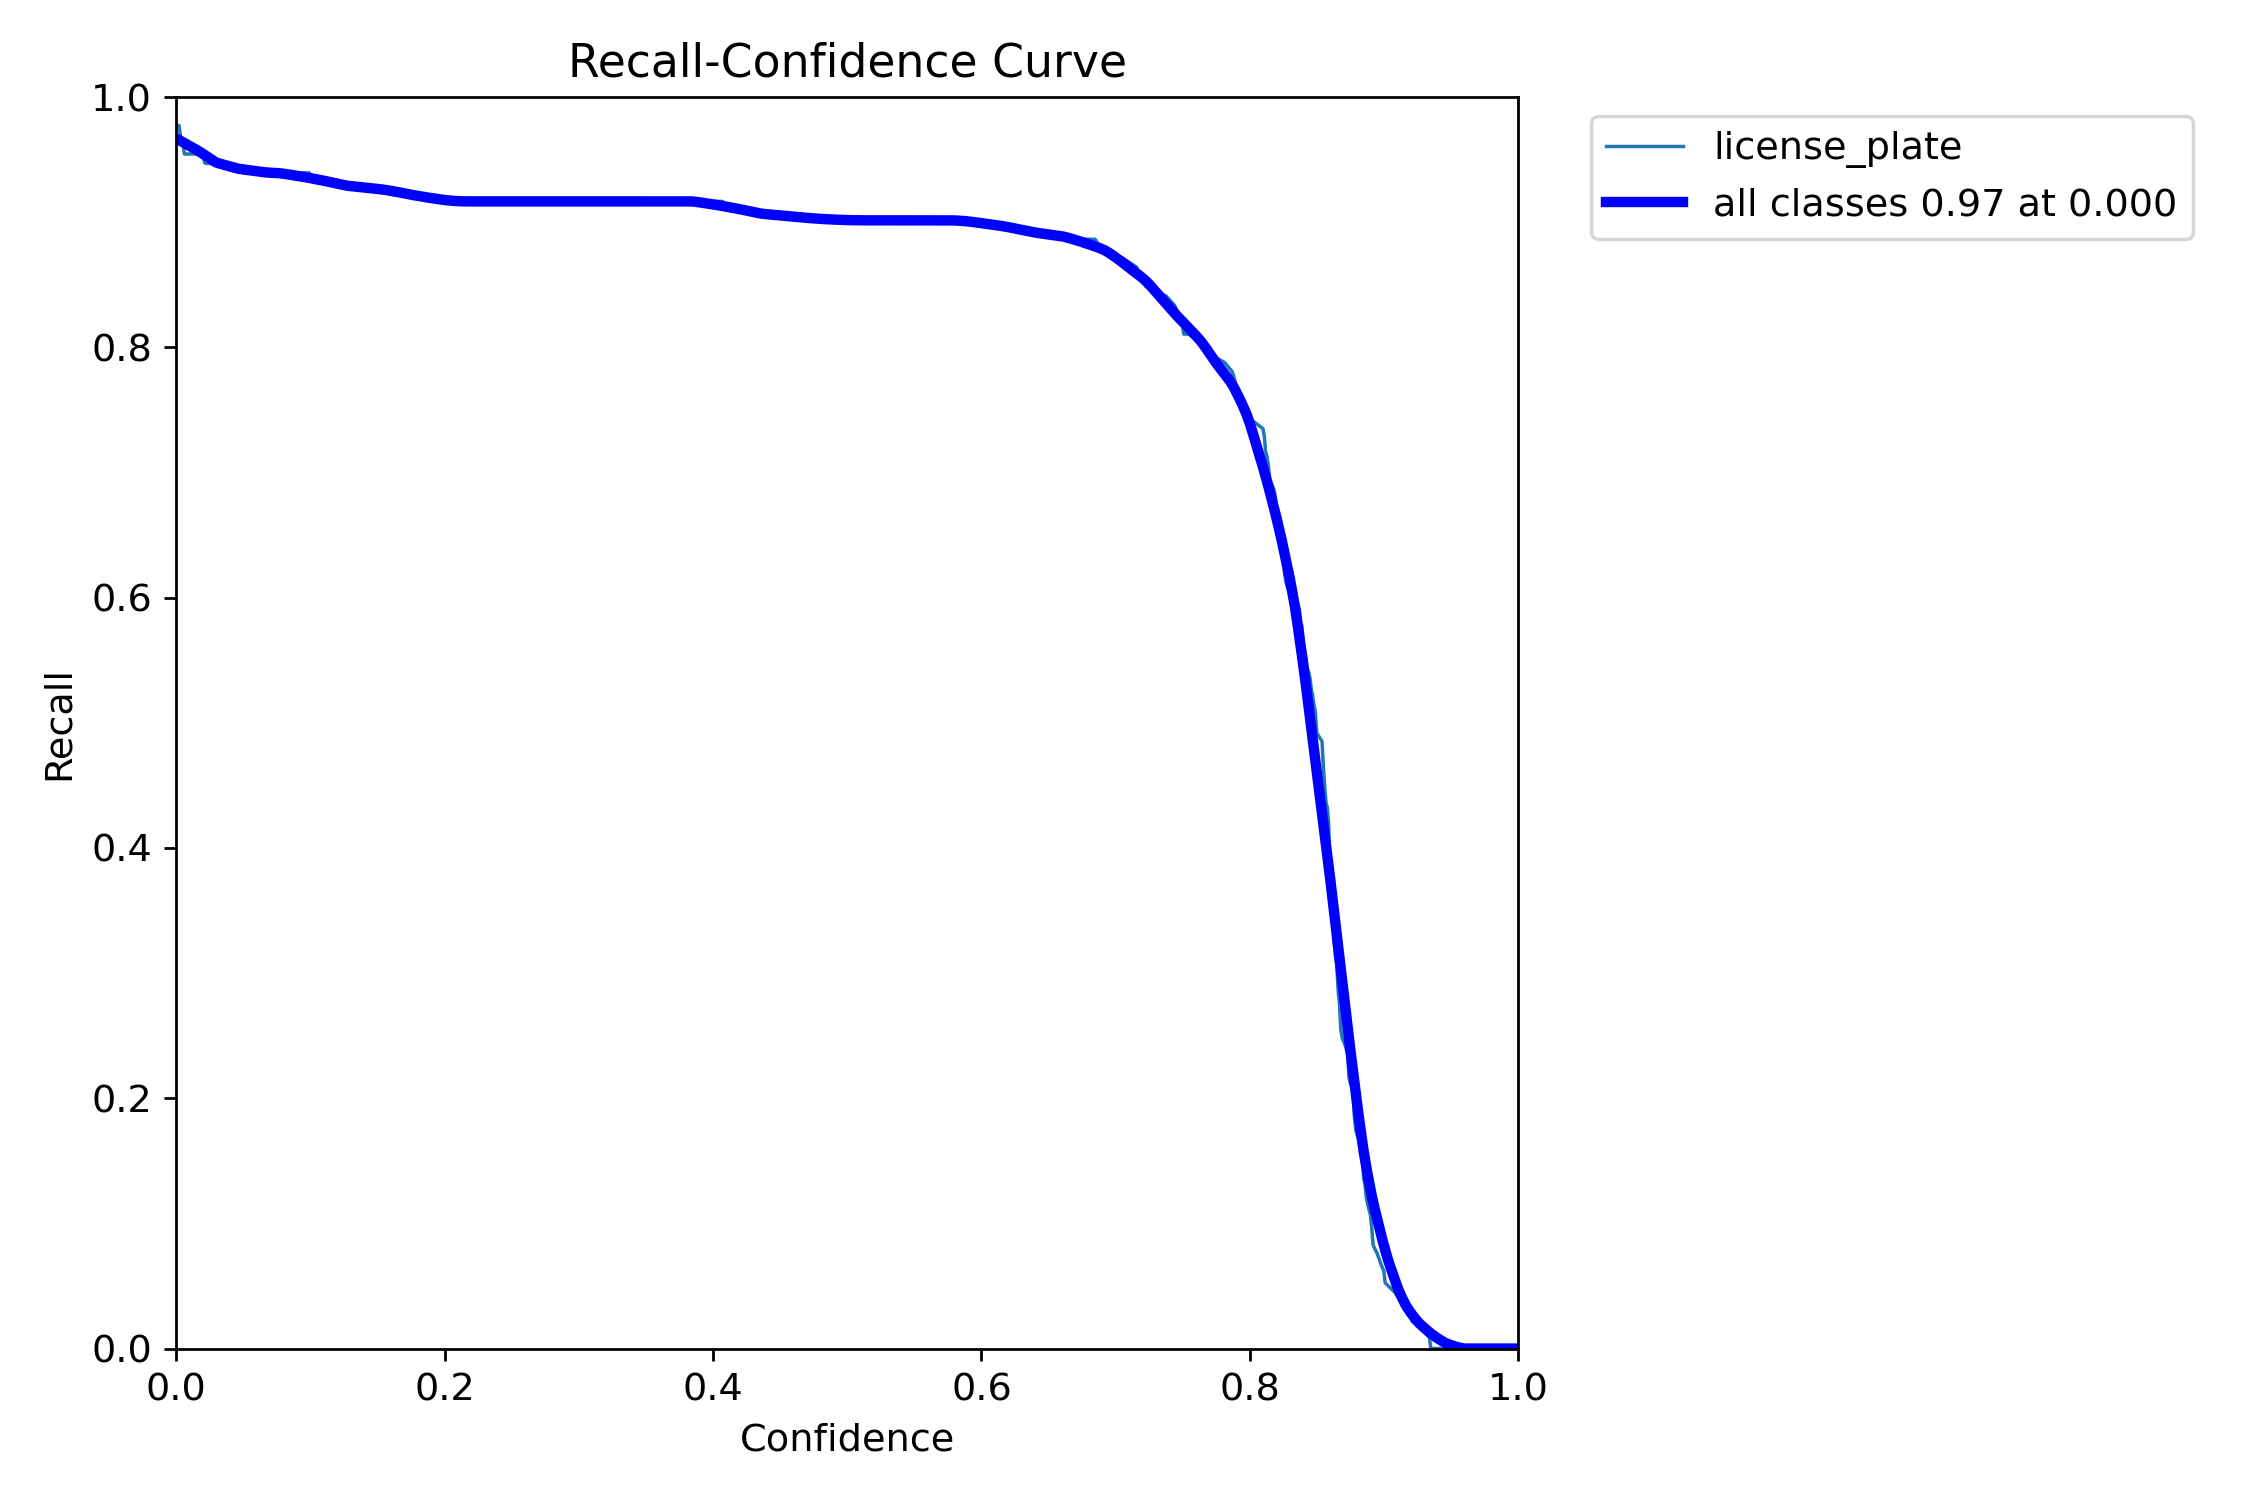 Recall-Confidence Curve
1.0
0.8
0.6
0.4
0.2
0.0
Recall
0.0 0.2 0.4 0.6 0.8 1.0
Confidence
license_plate
all classes 0.97 at 0.000